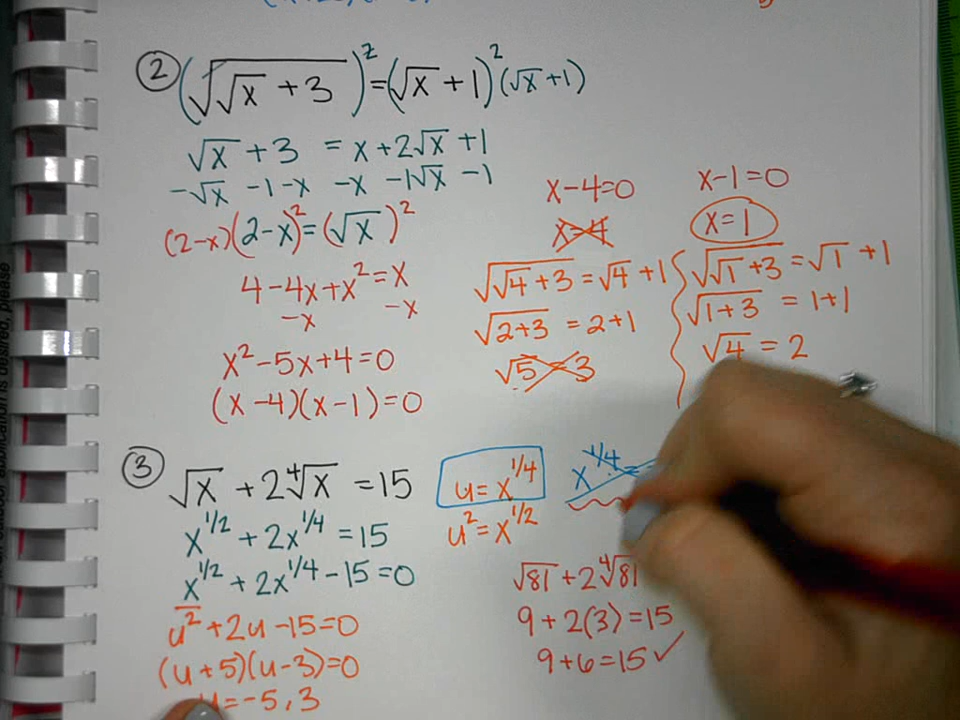 ② (√(√x + 3))² = (√x + 1)² (√x + 1)
√x + 3 = x + 2√x + 1
-√x -1 -x -x -1√x -1
(2-x)(2-x)² = (√x)²
4 - 4x + x² = x
-x -x
x² - 5x + 4 = 0
(x - 4)(x - 1) = 0
x - 4 = 0
x = 4
√(√4 + 3) = √4 + 1
√(2+3) = 2+1
√5 = 3
x - 1 = 0
x = 1
√(√1 + 3) = √1 + 1
√(1+3) = 1+1
√4 = 2
③ √x + 2∜x = 15
x^1/2 + 2x^1/4 = 15
x^1/2 + 2x^1/4 - 15 = 0
u² + 2u - 15 = 0
(u + 5)(u - 3) = 0
u = -5, 3
u = x^1/4
u² = x^1/2
x^1/4 =
√81 + 2∜81
9 + 2(3) = 15
9 + 6 = 15 ✓